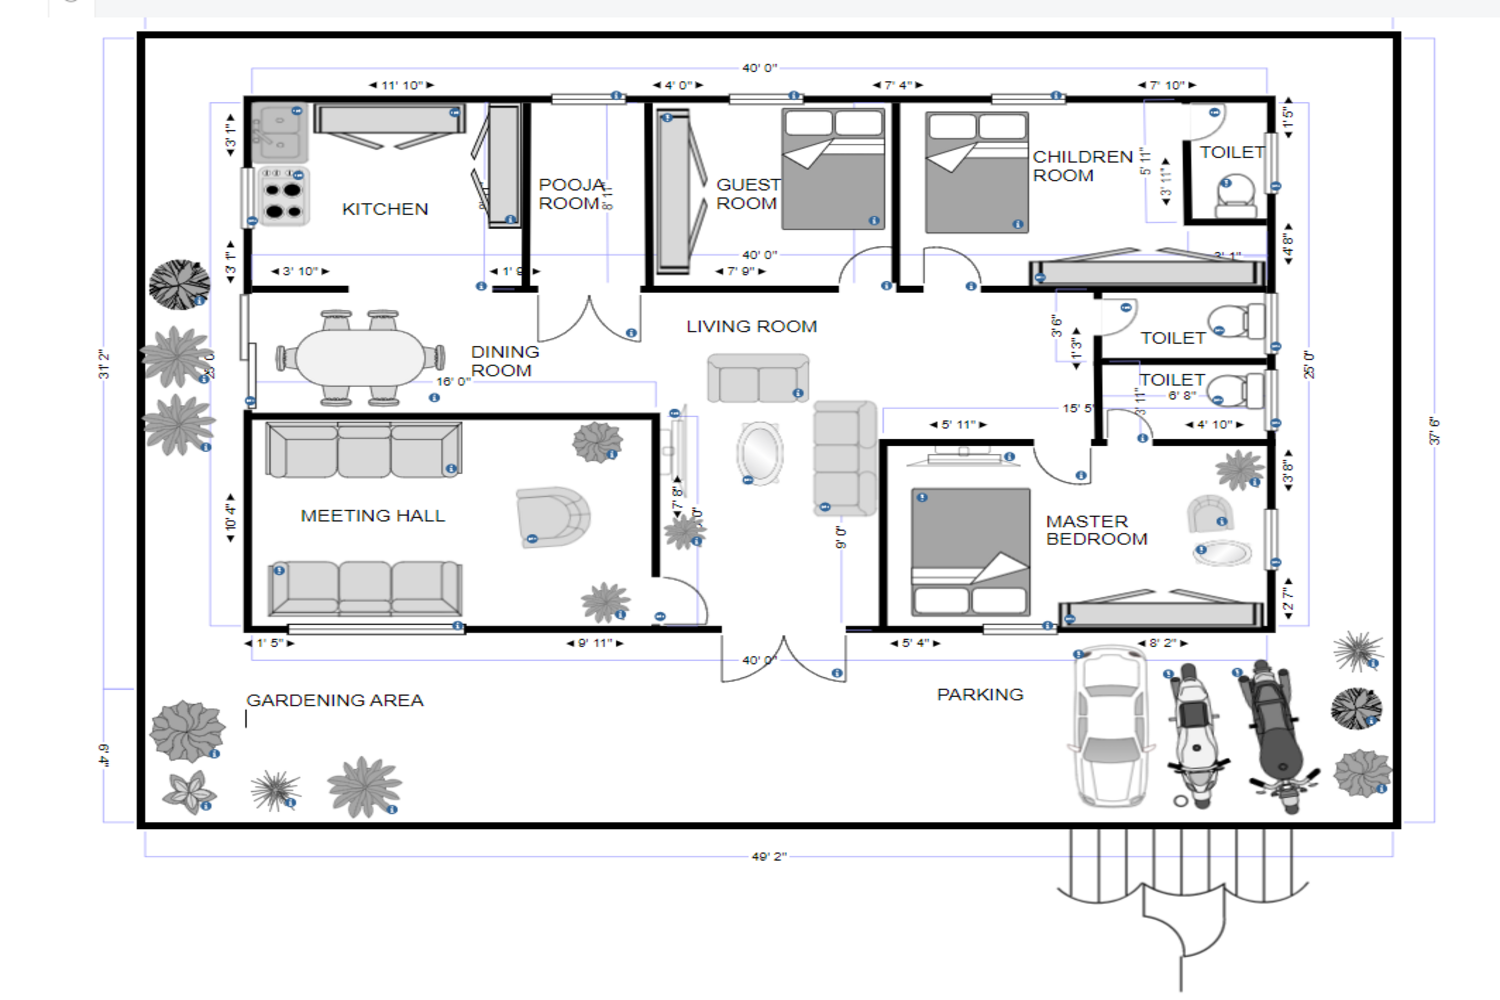 40' 0"
11' 10"
4' 0"
7' 4"
7' 10"
3' 1"
1' 5"
TOILET
CHILDREN
ROOM
5' 11"
3' 11"
POOJA
ROOM
8' 11"
GUEST
ROOM
KITCHEN
3' 1"
40' 0"
4' 8"
3' 1"
3' 10"
1' 9"
7' 9"
LIVING ROOM
3' 6"
1' 3"
TOILET
DINING
ROOM
31' 2"
25' 0"
16' 0"
TOILET
6' 8"
3' 11"
15' 5"
5' 11"
4' 10"
37' 6"
3' 8"
7' 8"
10' 4"
MEETING HALL
9' 0"
MASTER
BEDROOM
2' 7"
1' 5"
9' 11"
5' 4"
8' 2"
40' 0"
GARDENING AREA
PARKING
6' 4"
49' 2"